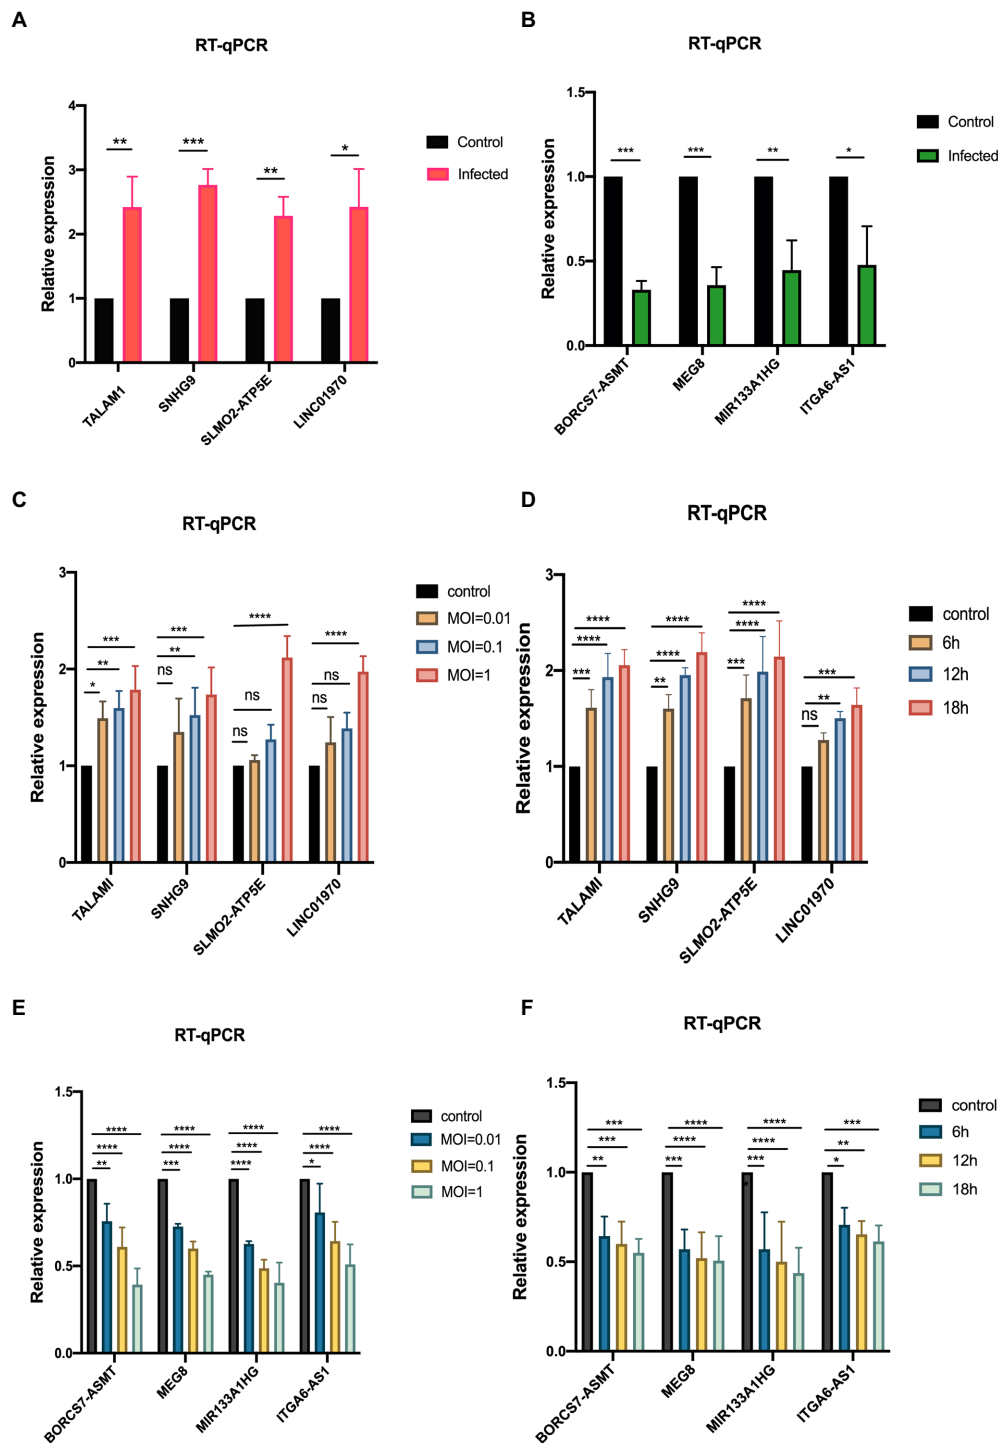 A
RT-qPCR
Relative expression
4
3
2
1
0
** *** ** *
Control
Infected
TALAM1
SNHG9
SLMO2-ATP5E
LINC01970
B
RT-qPCR
Relative expression
1.5
1.0
0.5
0.0
*** *** ** *
Control
Infected
BORCS7-ASMT
MEG8
MIR133A1HG
ITGA6-AS1
C
RT-qPCR
Relative expression
3
2
1
0
*** *** **** ****
** ** ns ns
* ns ns ns
control
MOI=0.01
MOI=0.1
MOI=1
TALAMI
SNHG9
SLMO2-ATP5E
LINC01970
D
RT-qPCR
Relative expression
3
2
1
0
**** **** **** ***
**** **** **** **
*** ** *** ns
control
6h
12h
18h
TALAMI
SNHG9
SLMO2-ATP5E
LINC01970
E
RT-qPCR
Relative expression
1.5
1.0
0.5
0.0
**** **** **** ****
**** **** **** ****
** *** **** *
control
MOI=0.01
MOI=0.1
MOI=1
BORCS7-ASMT
MEG8
MIR133A1HG
ITGA6-AS1
F
RT-qPCR
Relative expression
1.5
1.0
0.5
0.0
*** **** **** ***
*** **** **** **
** *** *** *
control
6h
12h
18h
BORCS7-ASMT
MEG8
MIR133A1HG
ITGA6-AS1